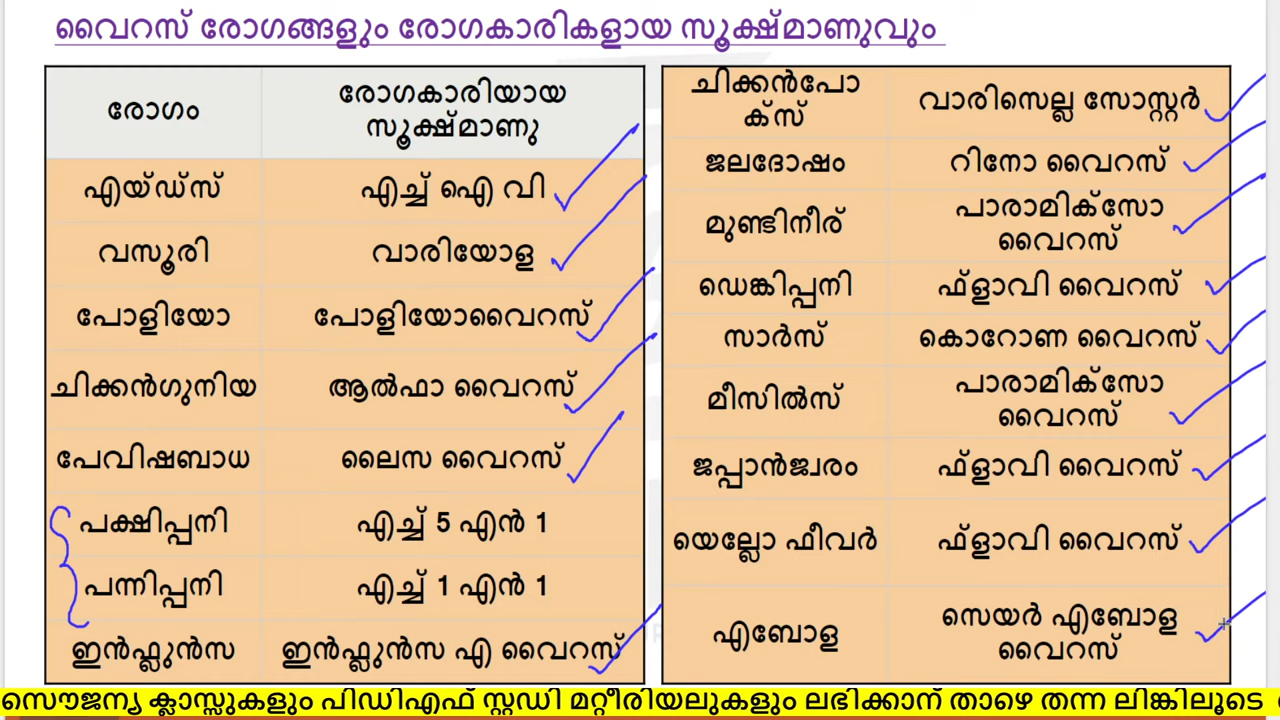 വൈറസ് രോഗങ്ങളും രോഗകാരികളായ സൂക്ഷ്മാണുവും
രോഗം രോഗകാരിയായ സൂക്ഷ്മാണു
എയ്ഡ്സ് എച്ച് ഐ വി
വസൂരി വാരിയോള
പോളിയോ പോളിയോവൈറസ്
ചിക്കൻഗുനിയ ആൽഫാ വൈറസ്
പേവിഷബാധ ലൈസ വൈറസ്
പക്ഷിപ്പനി എച്ച് 5 എൻ 1
പന്നിപ്പനി എച്ച് 1 എൻ 1
ഇൻഫ്ലുൻസ ഇൻഫ്ലുൻസ എ വൈറസ്
ചിക്കൻപോ
ക്സ് വാരിസെല്ല സോസ്റ്റർ
ജലദോഷം റിനോ വൈറസ്
മുണ്ടിനീര് പാരാമിക്സോ
വൈറസ്
ഡെങ്കിപ്പനി ഫ്ളാവി വൈറസ്
സാർസ് കൊറോണ വൈറസ്
മീസിൽസ് പാരാമിക്സോ
വൈറസ്
ജപ്പാൻജ്വരം ഫ്ളാവി വൈറസ്
യെല്ലോ ഫീവർ ഫ്ളാവി വൈറസ്
എബോള സെയർ എബോള
വൈറസ്
സൌജന്യ ക്ലാസ്സുകളും പിഡിഎഫ് സ്റ്റഡി മറ്റീരിയലുകളും ലഭിക്കാന് താഴെ തന്ന ലിങ്കിലൂടെ